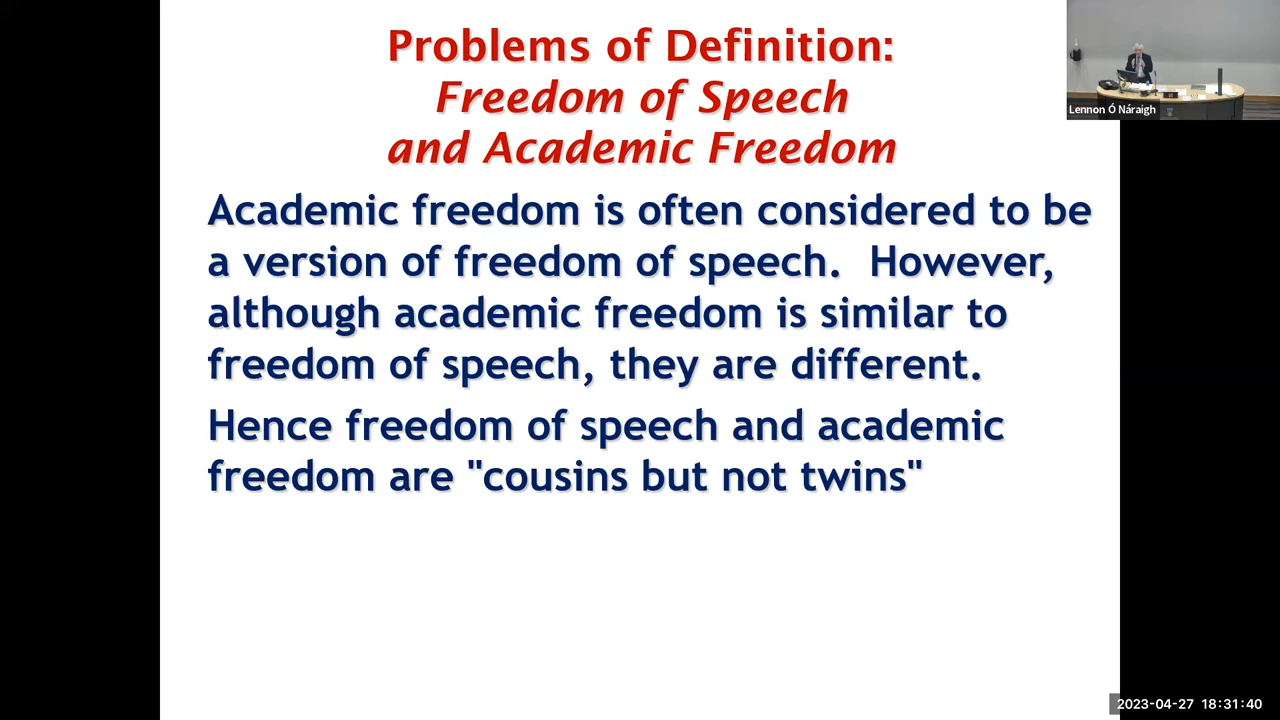 Problems of Definition:
Freedom of Speech
and Academic Freedom
Lennon Ó Náraigh
Academic freedom is often considered to be
a version of freedom of speech.  However,
although academic freedom is similar to
freedom of speech, they are different.
Hence freedom of speech and academic
freedom are "cousins but not twins"
2023-04-27 18:31:40